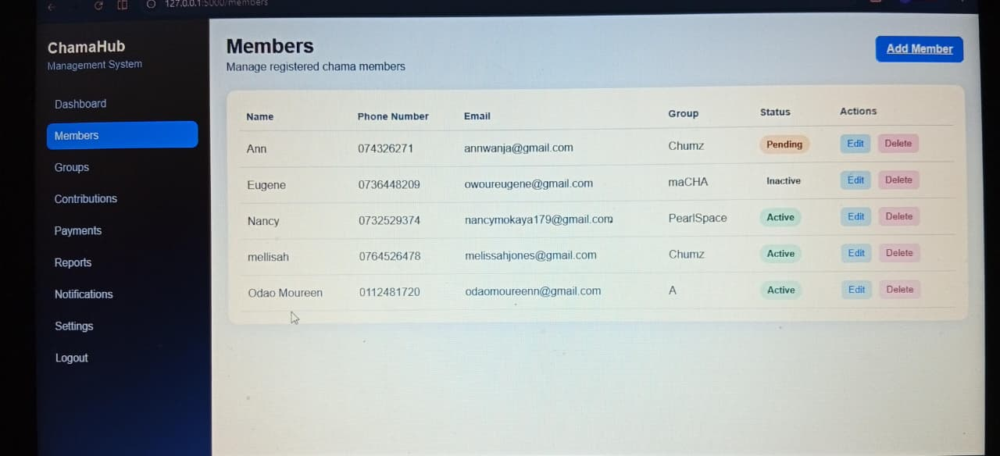 127.0.0.1:5000/members
ChamaHub
Management System
Dashboard
Members
Groups
Contributions
Payments
Reports
Notifications
Settings
Logout
Members
Manage registered chama members
Add Member
Name Phone Number Email Group Status Actions
Ann 074326271 annwanja@gmail.com Chumz Pending Edit Delete
Eugene 0736448209 owoureugene@gmail.com maCHA Inactive Edit Delete
Nancy 0732529374 nancymokaya179@gmail.com PearlSpace Active Edit Delete
mellisah 0764526478 melissahjones@gmail.com Chumz Active Edit Delete
Odao Moureen 0112481720 odaomoureenn@gmail.com A Active Edit Delete